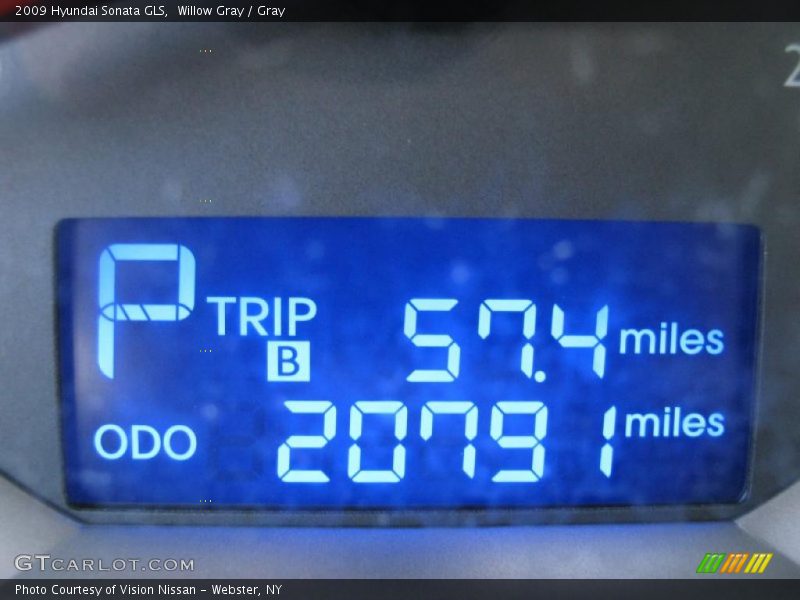 2009 Hyundai Sonata GLS,  Willow Gray / Gray
2
P TRIP B 57.4 miles
ODO 20791 miles
GTCARLOT.COM
Photo Courtesy of Vision Nissan - Webster, NY